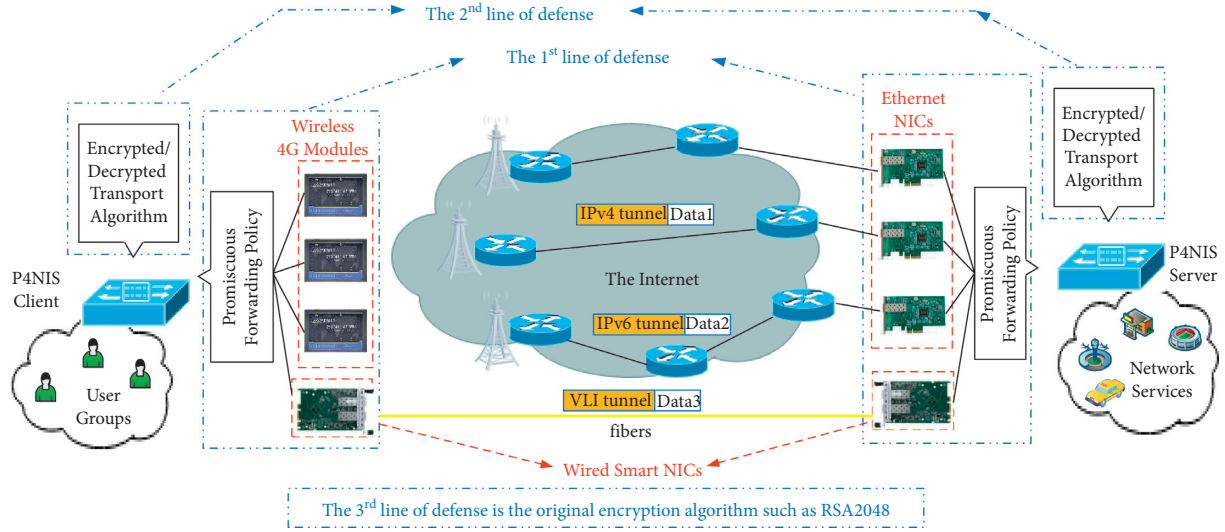 The 2nd line of defense
The 1st line of defense
Encrypted/
Decrypted
Transport
Algorithm
Wireless
4G Modules
Ethernet
NICs
Encrypted/
Decrypted
Transport
Algorithm
Promiscuous
Forwarding Policy
IPv4 tunnel Data1
The Internet
IPv6 tunnel Data2
VLI tunnel Data3
fibers
Promiscuous
Forwarding Policy
P4NIS
Client
User
Groups
P4NIS
Server
Network
Services
Wired Smart NICs
The 3rd line of defense is the original encryption algorithm such as RSA2048